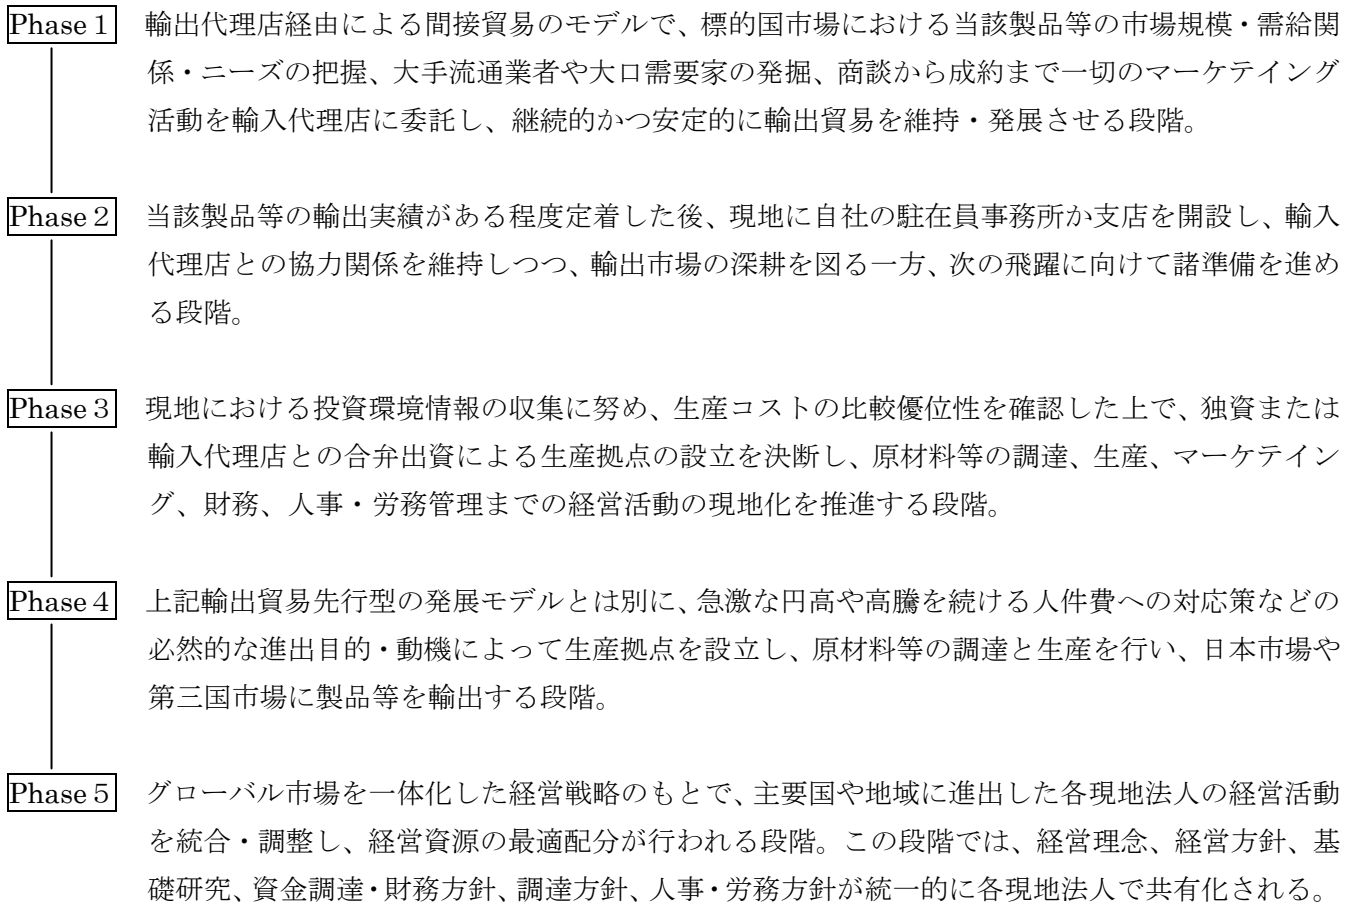 Phase１ 輸出代理店経由による間接貿易のモデルで、標的国市場における当該製品等の市場規模・需給関
係・ニーズの把握、大手流通業者や大口需要家の発掘、商談から成約まで一切のマーケテイング
活動を輸入代理店に委託し、継続的かつ安定的に輸出貿易を維持・発展させる段階。
Phase２ 当該製品等の輸出実績がある程度定着した後、現地に自社の駐在員事務所か支店を開設し、輸入
代理店との協力関係を維持しつつ、輸出市場の深耕を図る一方、次の飛躍に向けて諸準備を進め
る段階。
Phase３ 現地における投資環境情報の収集に努め、生産コストの比較優位性を確認した上で、独資または
輸入代理店との合弁出資による生産拠点の設立を決断し、原材料等の調達、生産、マーケテイン
グ、財務、人事・労務管理までの経営活動の現地化を推進する段階。
Phase４ 上記輸出貿易先行型の発展モデルとは別に、急激な円高や高騰を続ける人件費への対応策などの
必然的な進出目的・動機によって生産拠点を設立し、原材料等の調達と生産を行い、日本市場や
第三国市場に製品等を輸出する段階。
Phase５ グローバル市場を一体化した経営戦略のもとで、主要国や地域に進出した各現地法人の経営活動
を統合・調整し、経営資源の最適配分が行われる段階。この段階では、経営理念、経営方針、基
礎研究、資金調達・財務方針、調達方針、人事・労務方針が統一的に各現地法人で共有化される。